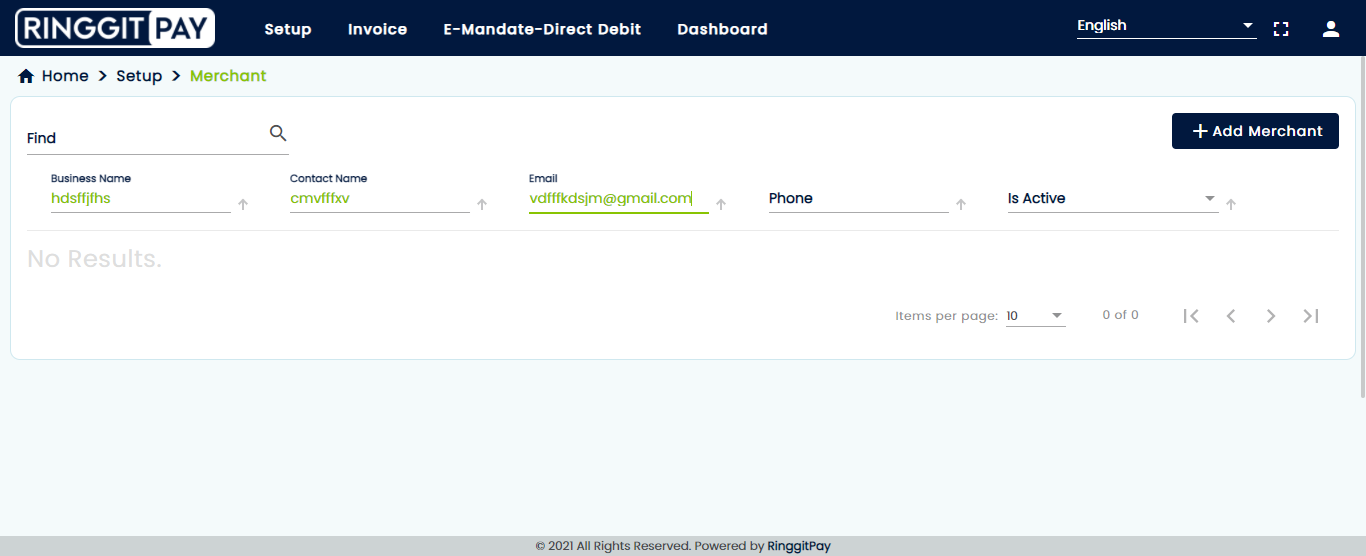 RINGGIT PAY Setup Invoice E-Mandate-Direct Debit Dashboard English
Home > Setup > Merchant
Find
+ Add Merchant
Business Name Contact Name Email
hdsffjfhs cmvfffxv vdfffkdsjm@gmail.com Phone Is Active
No Results.
Items per page: 10 0 of 0
© 2021 All Rights Reserved. Powered by RinggitPay